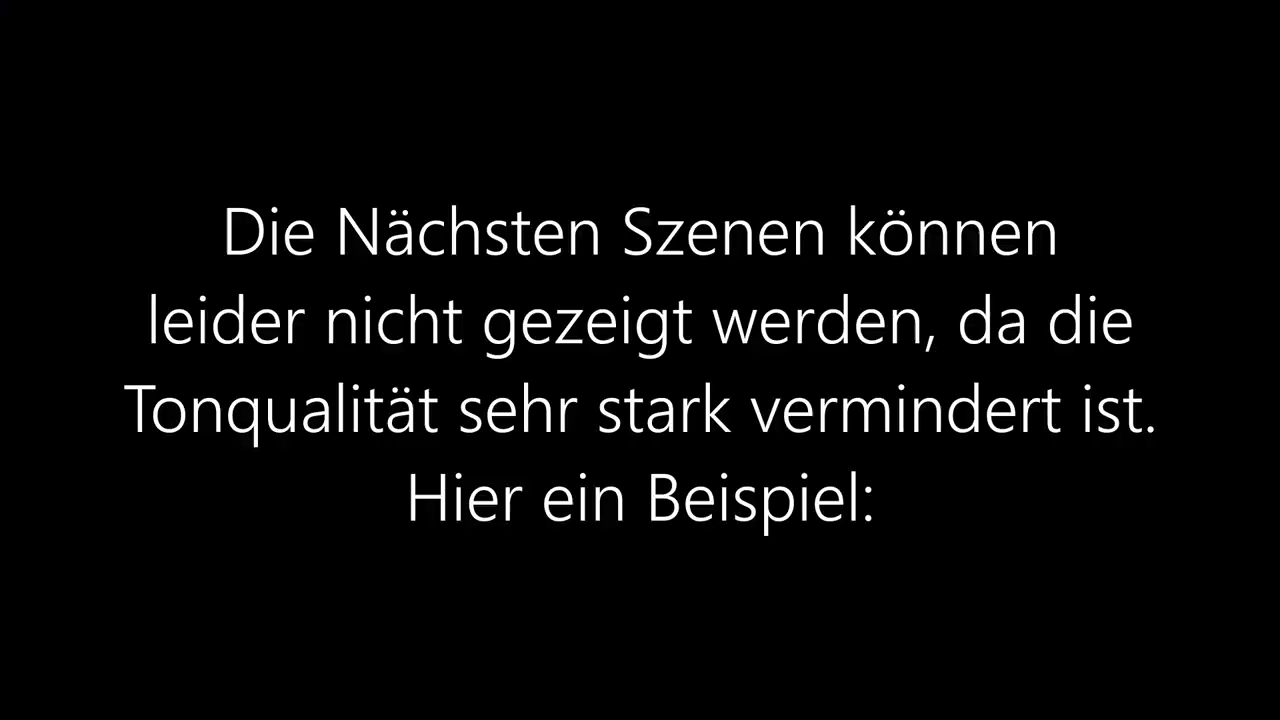 Die Nächsten Szenen können
leider nicht gezeigt werden, da die
Tonqualität sehr stark vermindert ist.
Hier ein Beispiel: